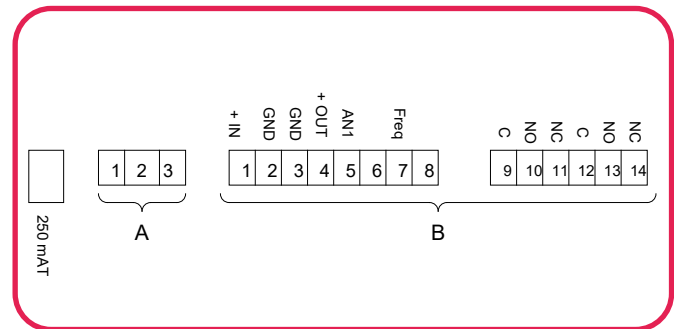 + IN GND GND + OUT AN1 Freq C NO NC C NO NC
1 2 3 1 2 3 4 5 6 7 8 9 10 11 12 13 14
250 mAT A B